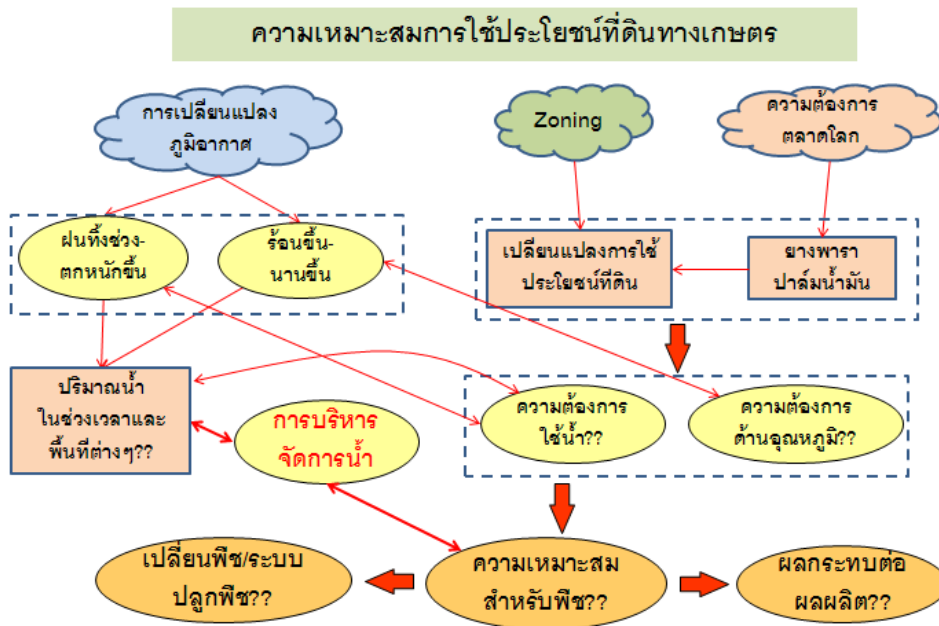 ความเหมาะสมการใช้ประโยชน์ที่ดินทางเกษตร
การเปลี่ยนแปลง
ภูมิอากาศ
Zoning
ความต้องการ
ตลาดโลก
ฝนทิ้งช่วง-
ตกหนักขึ้น
ร้อนขึ้น-
นานขึ้น
เปลี่ยนแปลงการใช้
ประโยชน์ที่ดิน
ยางพารา
ปาล์มน้ำมัน
ปริมาณน้ำ
ในช่วงเวลาและ
พื้นที่ต่างๆ??
การบริหาร
จัดการน้ำ
ความต้องการ
ใช้น้ำ??
ความต้องการ
ด้านอุณหภูมิ??
เปลี่ยนพืช/ระบบ
ปลูกพืช??
ความเหมาะสม
สำหรับพืช??
ผลกระทบต่อ
ผลผลิต??